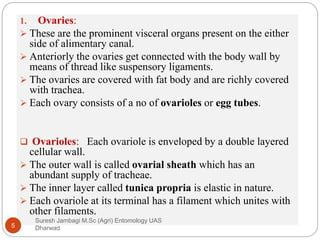 1. Ovaries:
➢ These are the prominent visceral organs present on the either
side of alimentary canal.
➢ Anteriorly the ovaries get connected with the body wall by
means of thread like suspensory ligaments.
➢ The ovaries are covered with fat body and are richly covered
with trachea.
➢ Each ovary consists of a no of ovarioles or egg tubes.
❑ Ovarioles: Each ovariole is enveloped by a double layered
cellular wall.
➢ The outer wall is called ovarial sheath which has an
abundant supply of tracheae.
➢ The inner layer called tunica propria is elastic in nature.
➢ Each ovariole at its terminal has a filament which unites with
other filaments.
Suresh Jambagi M.Sc (Agri) Entomology UAS
Dharwad
5